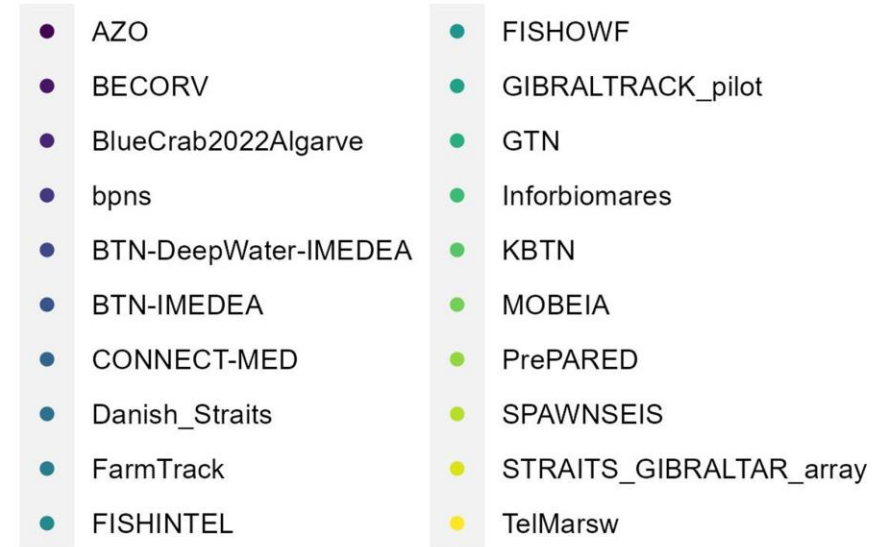 AZO
BECORV
BlueCrab2022Algarve
bpns
BTN-DeepWater-IMEDEA
BTN-IMEDEA
CONNECT-MED
Danish_Straits
FarmTrack
FISHINTEL
FISHOWF
GIBRALTRACK_pilot
GTN
Inforbiomares
KBTN
MOBEIA
PrePARED
SPAWNSEIS
STRAITS_GIBRALTAR_array
TelMarsw